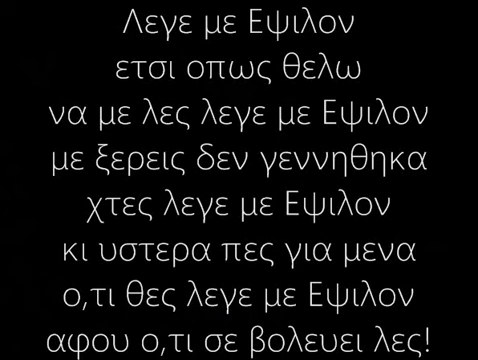 Λεγε με Εψιλον
ετσι οπως θελω
να με λες λεγε με Εψιλον
με ξερεις δεν γεννηθηκα
χτες λεγε με Εψιλον
κι υστερα πες για μενα
ο,τι θες λεγε με Εψιλον
αφου ο,τι σε βολευει λες!